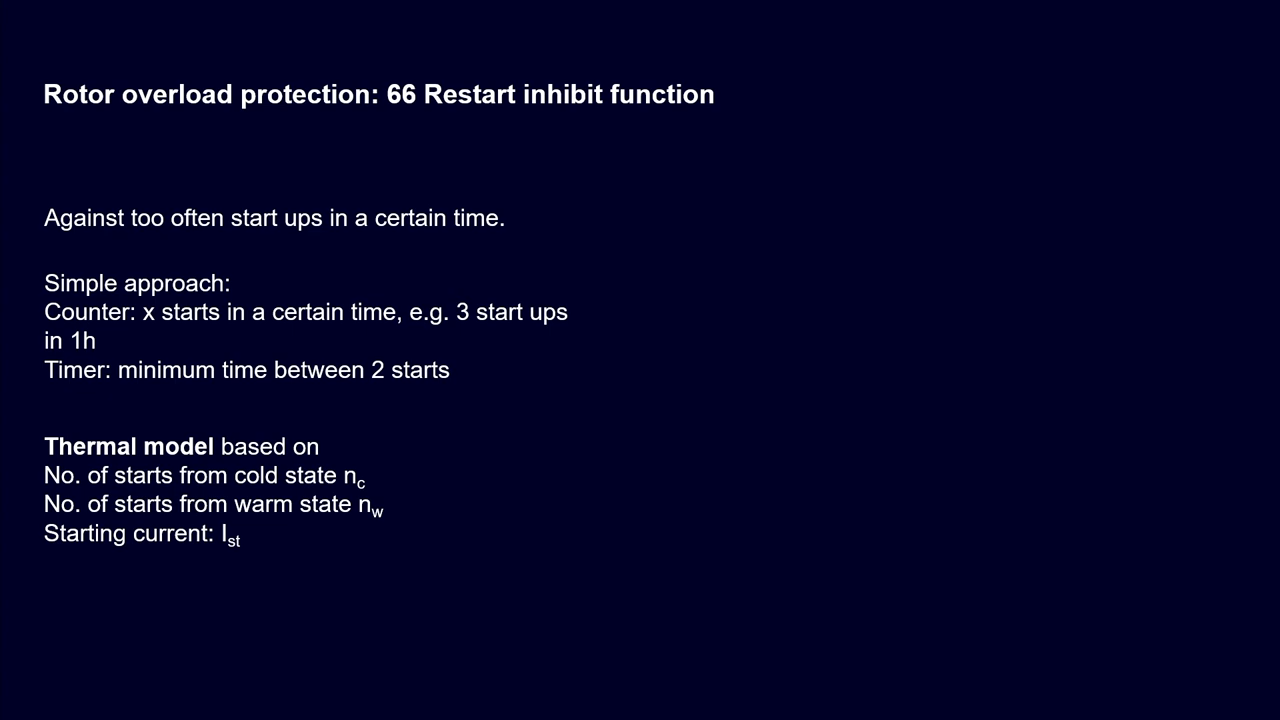 Rotor overload protection: 66 Restart inhibit function
Against too often start ups in a certain time.
Simple approach:
Counter: x starts in a certain time, e.g. 3 start ups
in 1h
Timer: minimum time between 2 starts
Thermal model based on
No. of starts from cold state nc
No. of starts from warm state nw
Starting current: Ist